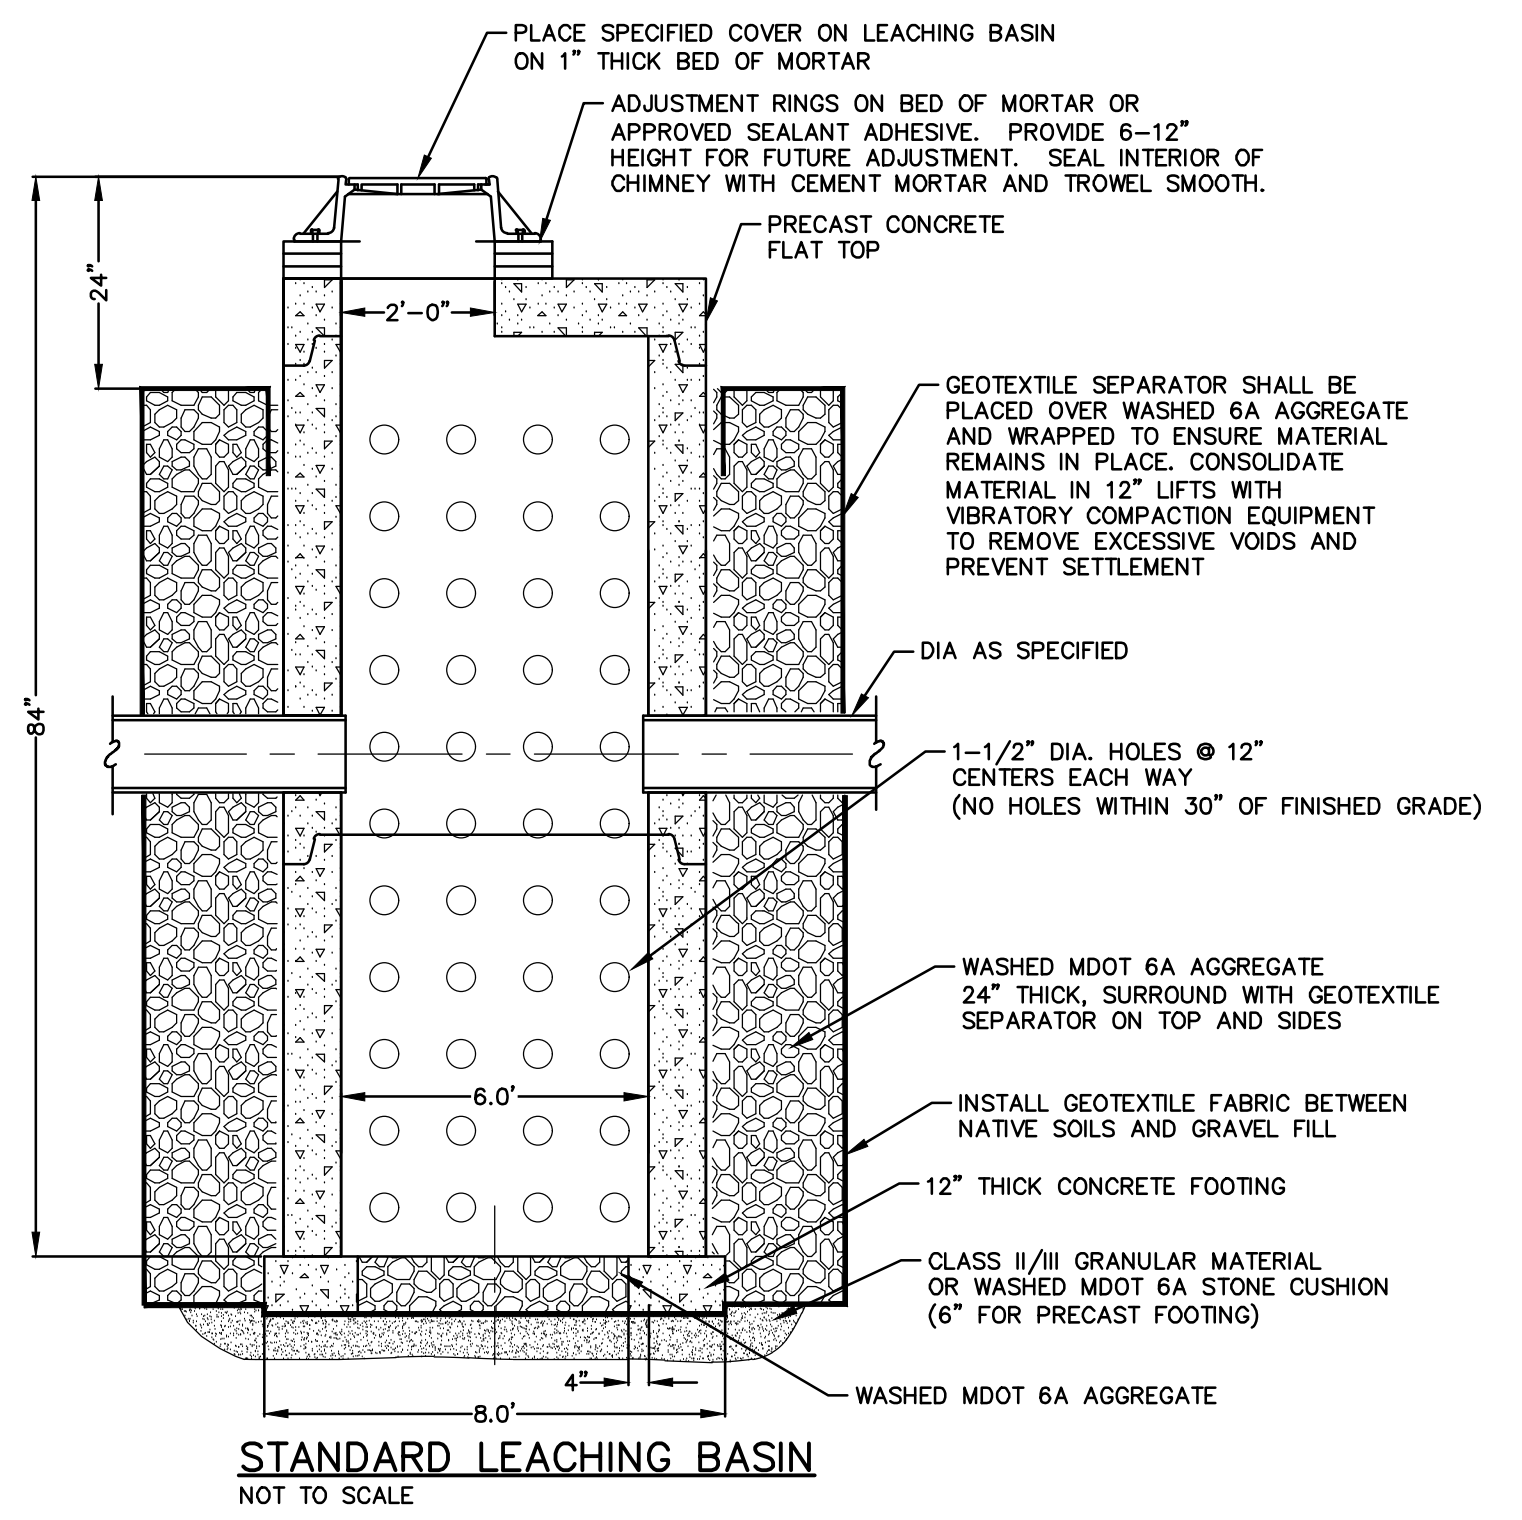 PLACE SPECIFIED COVER ON LEACHING BASIN
ON 1" THICK BED OF MORTAR
ADJUSTMENT RINGS ON BED OF MORTAR OR
APPROVED SEALANT ADHESIVE. PROVIDE 6-12"
HEIGHT FOR FUTURE ADJUSTMENT. SEAL INTERIOR OF
CHIMNEY WITH CEMENT MORTAR AND TROWEL SMOOTH.
PRECAST CONCRETE
FLAT TOP
24"
2'-0"
GEOTEXTILE SEPARATOR SHALL BE
PLACED OVER WASHED 6A AGGREGATE
AND WRAPPED TO ENSURE MATERIAL
REMAINS IN PLACE. CONSOLIDATE
MATERIAL IN 12" LIFTS WITH
VIBRATORY COMPACTION EQUIPMENT
TO REMOVE EXCESSIVE VOIDS AND
PREVENT SETTLEMENT
DIA AS SPECIFIED
84"
1-1/2" DIA. HOLES @ 12"
CENTERS EACH WAY
(NO HOLES WITHIN 30" OF FINISHED GRADE)
WASHED MDOT 6A AGGREGATE
24" THICK, SURROUND WITH GEOTEXTILE
SEPARATOR ON TOP AND SIDES
6.0'
INSTALL GEOTEXTILE FABRIC BETWEEN
NATIVE SOILS AND GRAVEL FILL
12" THICK CONCRETE FOOTING
CLASS II/III GRANULAR MATERIAL
OR WASHED MDOT 6A STONE CUSHION
(6" FOR PRECAST FOOTING)
4"
WASHED MDOT 6A AGGREGATE
8.0'
STANDARD LEACHING BASIN
NOT TO SCALE